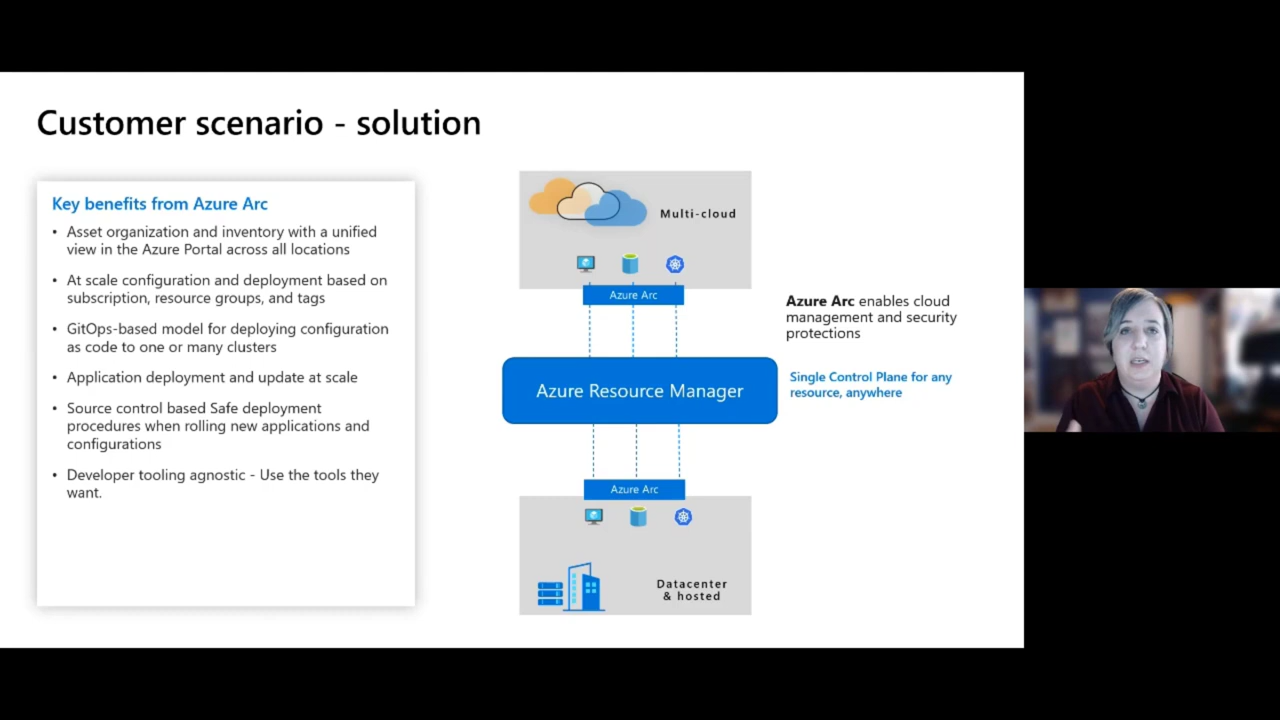 Customer scenario - solution
Key benefits from Azure Arc
• Asset organization and inventory with a unified
view in the Azure Portal across all locations
• At scale configuration and deployment based on
subscription, resource groups, and tags
• GitOps-based model for deploying configuration
as code to one or many clusters
• Application deployment and update at scale
• Source control based Safe deployment
procedures when rolling new applications and
configurations
• Developer tooling agnostic - Use the tools they
want.
Multi-cloud
Azure Arc
Azure Resource Manager
Azure Arc
Datacenter
& hosted
Azure Arc enables cloud
management and security
protections
Single Control Plane for any
resource, anywhere